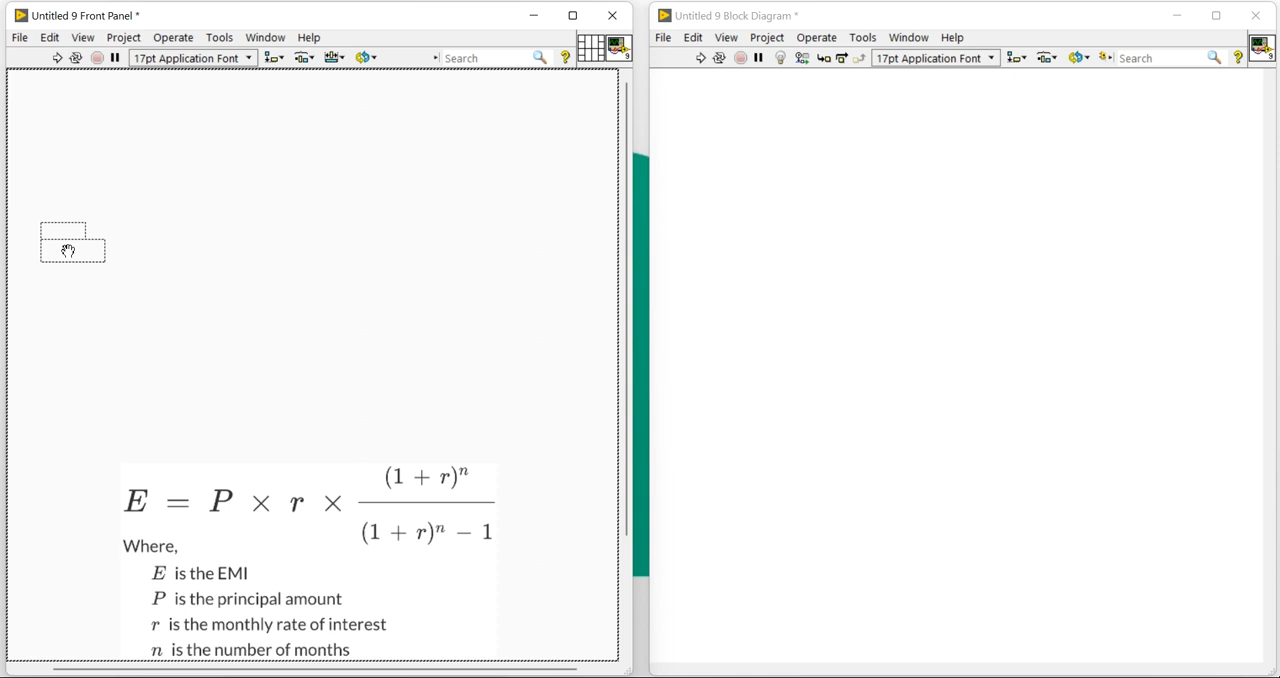 Untitled 9 Front Panel *
File Edit View Project Operate Tools Window Help
17pt Application Font
Search
?
9
E = P × r × (1 + r)^n / (1 + r)^n − 1
Where,
E is the EMI
P is the principal amount
r is the monthly rate of interest
n is the number of months
Untitled 9 Block Diagram *
File Edit View Project Operate Tools Window Help
17pt Application Font
Search
?
9